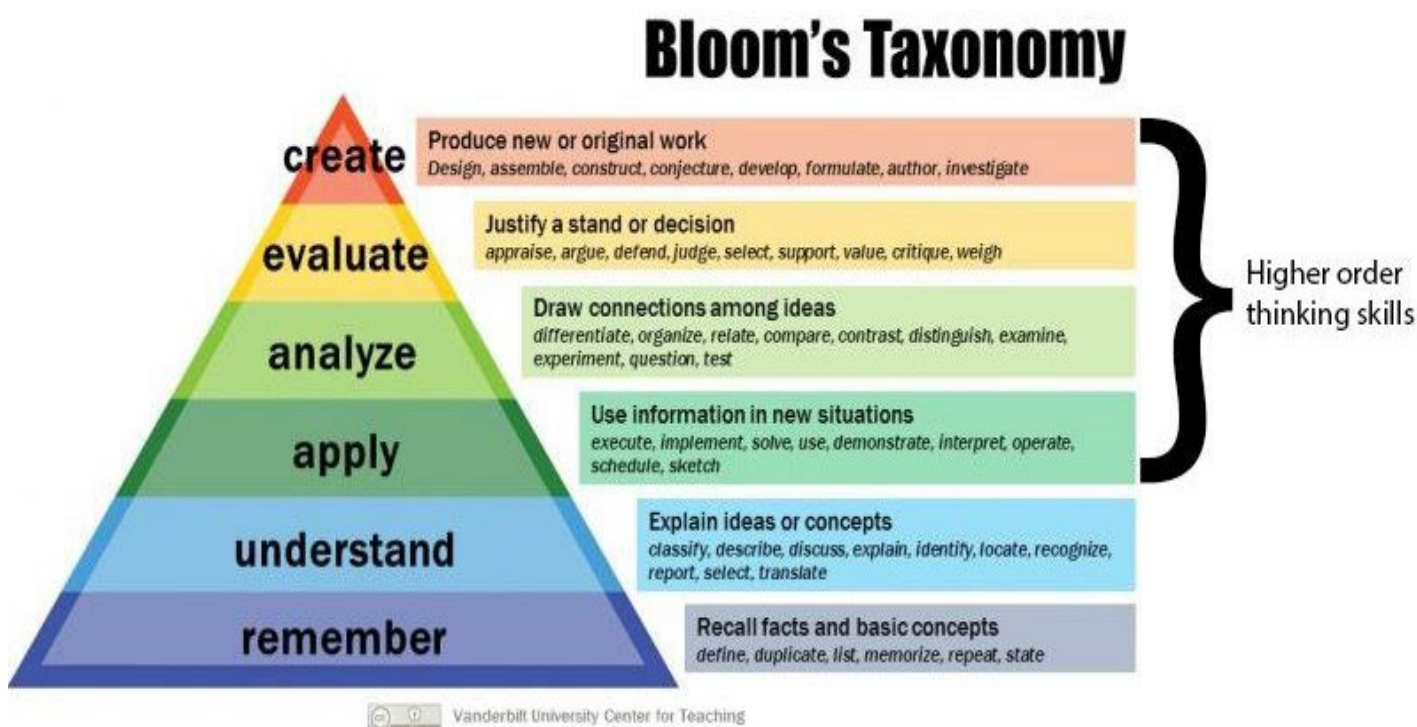 Bloom's Taxonomy
create
Produce new or original work
Design, assemble, construct, conjecture, develop, formulate, author, investigate
evaluate
Justify a stand or decision
appraise, argue, defend, judge, select, support, value, critique, weigh
analyze
Draw connections among ideas
differentiate, organize, relate, compare, contrast, distinguish, examine,
experiment, question, test
apply
Use information in new situations
execute, implement, solve, use, demonstrate, interpret, operate,
schedule, sketch
understand
Explain ideas or concepts
classify, describe, discuss, explain, identify, locate, recognize,
report, select, translate
remember
Recall facts and basic concepts
define, duplicate, list, memorize, repeat, state
Higher order
thinking skills
cc
Vanderbilt University Center for Teaching